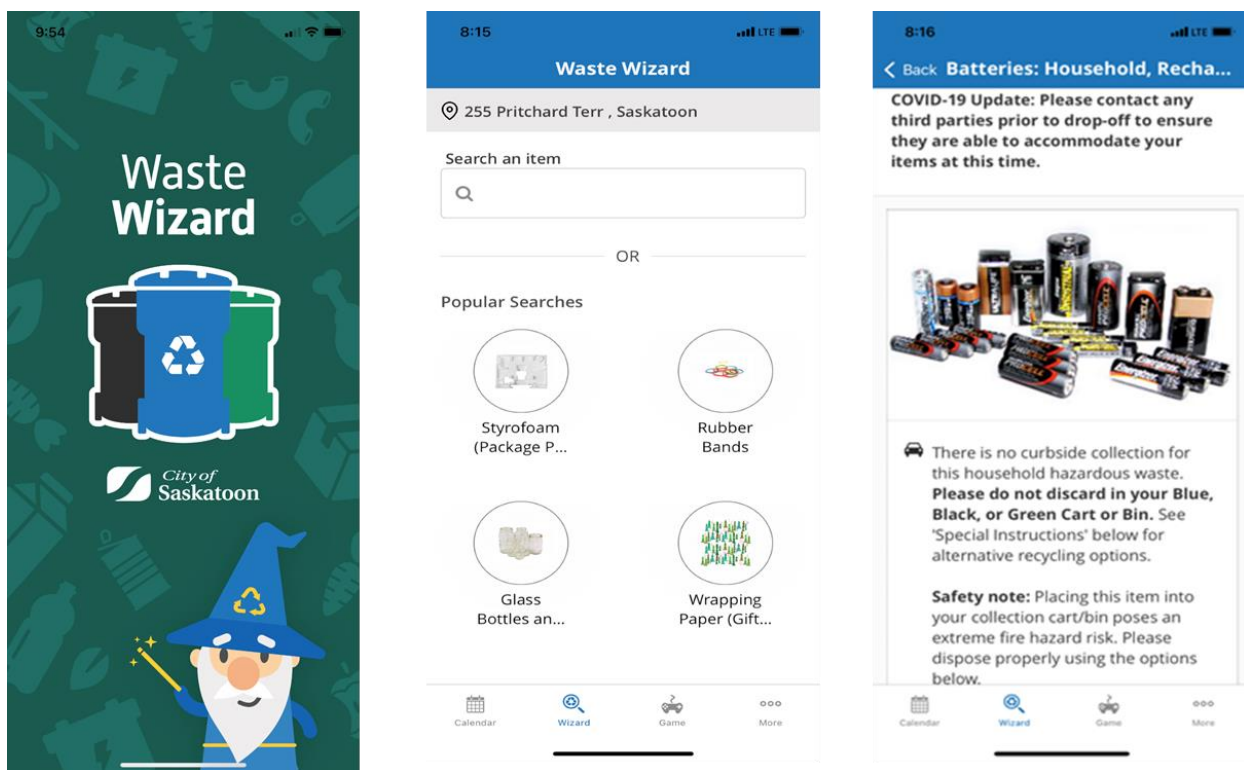 9:54
Waste
Wizard
City of
Saskatoon
8:15
LTE
Waste Wizard
255 Pritchard Terr , Saskatoon
Search an item
OR
Popular Searches
Styrofoam
(Package P...
Rubber
Bands
Glass
Bottles an...
Wrapping
Paper (Gift...
Calendar
Wizard
Game
More
8:16
LTE
Back
Batteries: Household, Recha...
COVID-19 Update: Please contact any
third parties prior to drop-off to ensure
they are able to accommodate your
items at this time.
PROCELL
Energizer
There is no curbside collection for
this household hazardous waste.
Please do not discard in your Blue,
Black, or Green Cart or Bin. See
'Special Instructions' below for
alternative recycling options.
Safety note: Placing this item into
your collection cart/bin poses an
extreme fire hazard risk. Please
dispose properly using the options
below.
Calendar
Wizard
Game
More